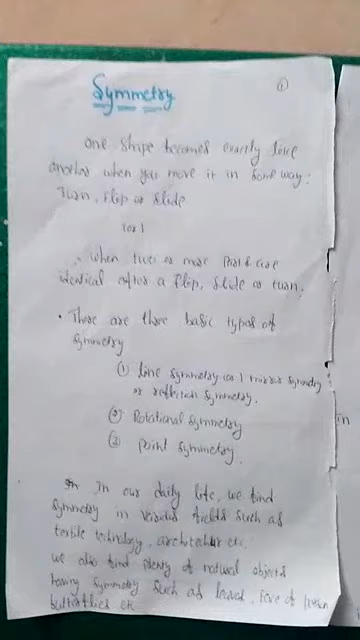 Symmetry
①
One shape becomes exactly like
another when you move it in some way:
Turn, Flip or Slide
(or)
when two or more parts are
identical after a flip, slide or turn.
• There are three basic types of
symmetry
① Line symmetry (or) mirror symmetry
or reflection symmetry.
② Rotational symmetry
③ Point symmetry.
In our daily life, we find
symmetry in various fields such as
textile technology, architecture etc.
we also find plenty of natural objects
having symmetry such as leaves, face of person
butterflies etc
in